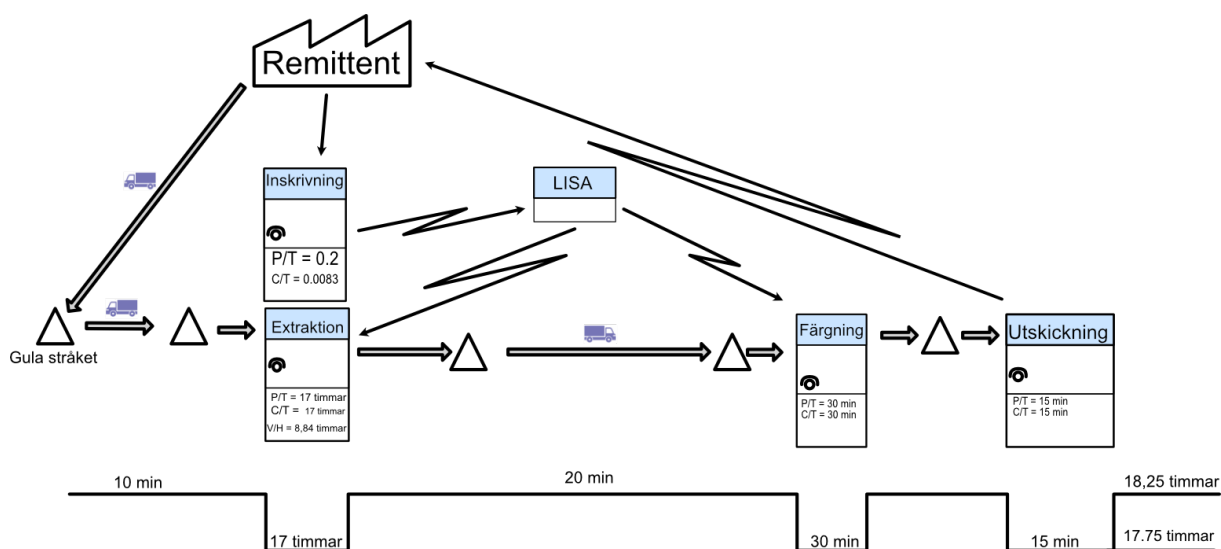 Remittent
Inskrivning
P/T = 0.2
C/T = 0.0083
LISA
Gula stråket
Extraktion
P/T = 17 timmar
C/T = 17 timmar
V/H = 8,84 timmar
Färgning
P/T = 30 min
C/T = 30 min
Utskickning
P/T = 15 min
C/T = 15 min
10 min
20 min
18,25 timmar
17 timmar
30 min
15 min
17.75 timmar